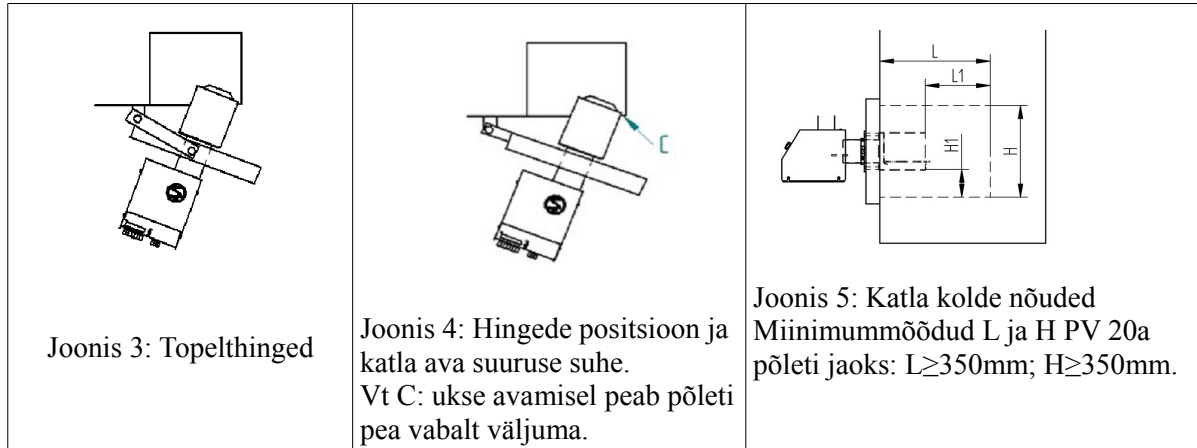 Joonis 3: Topelthinged
C
Joonis 4: Hingede positsioon ja
katla ava suuruse suhe.
Vt C: ukse avamisel peab põleti
pea vabalt väljuma.
L
L1
H1
H
Joonis 5: Katla kolde nõuded
Miinimummõõdud L ja H PV 20a
põleti jaoks: L≥350mm; H≥350mm.